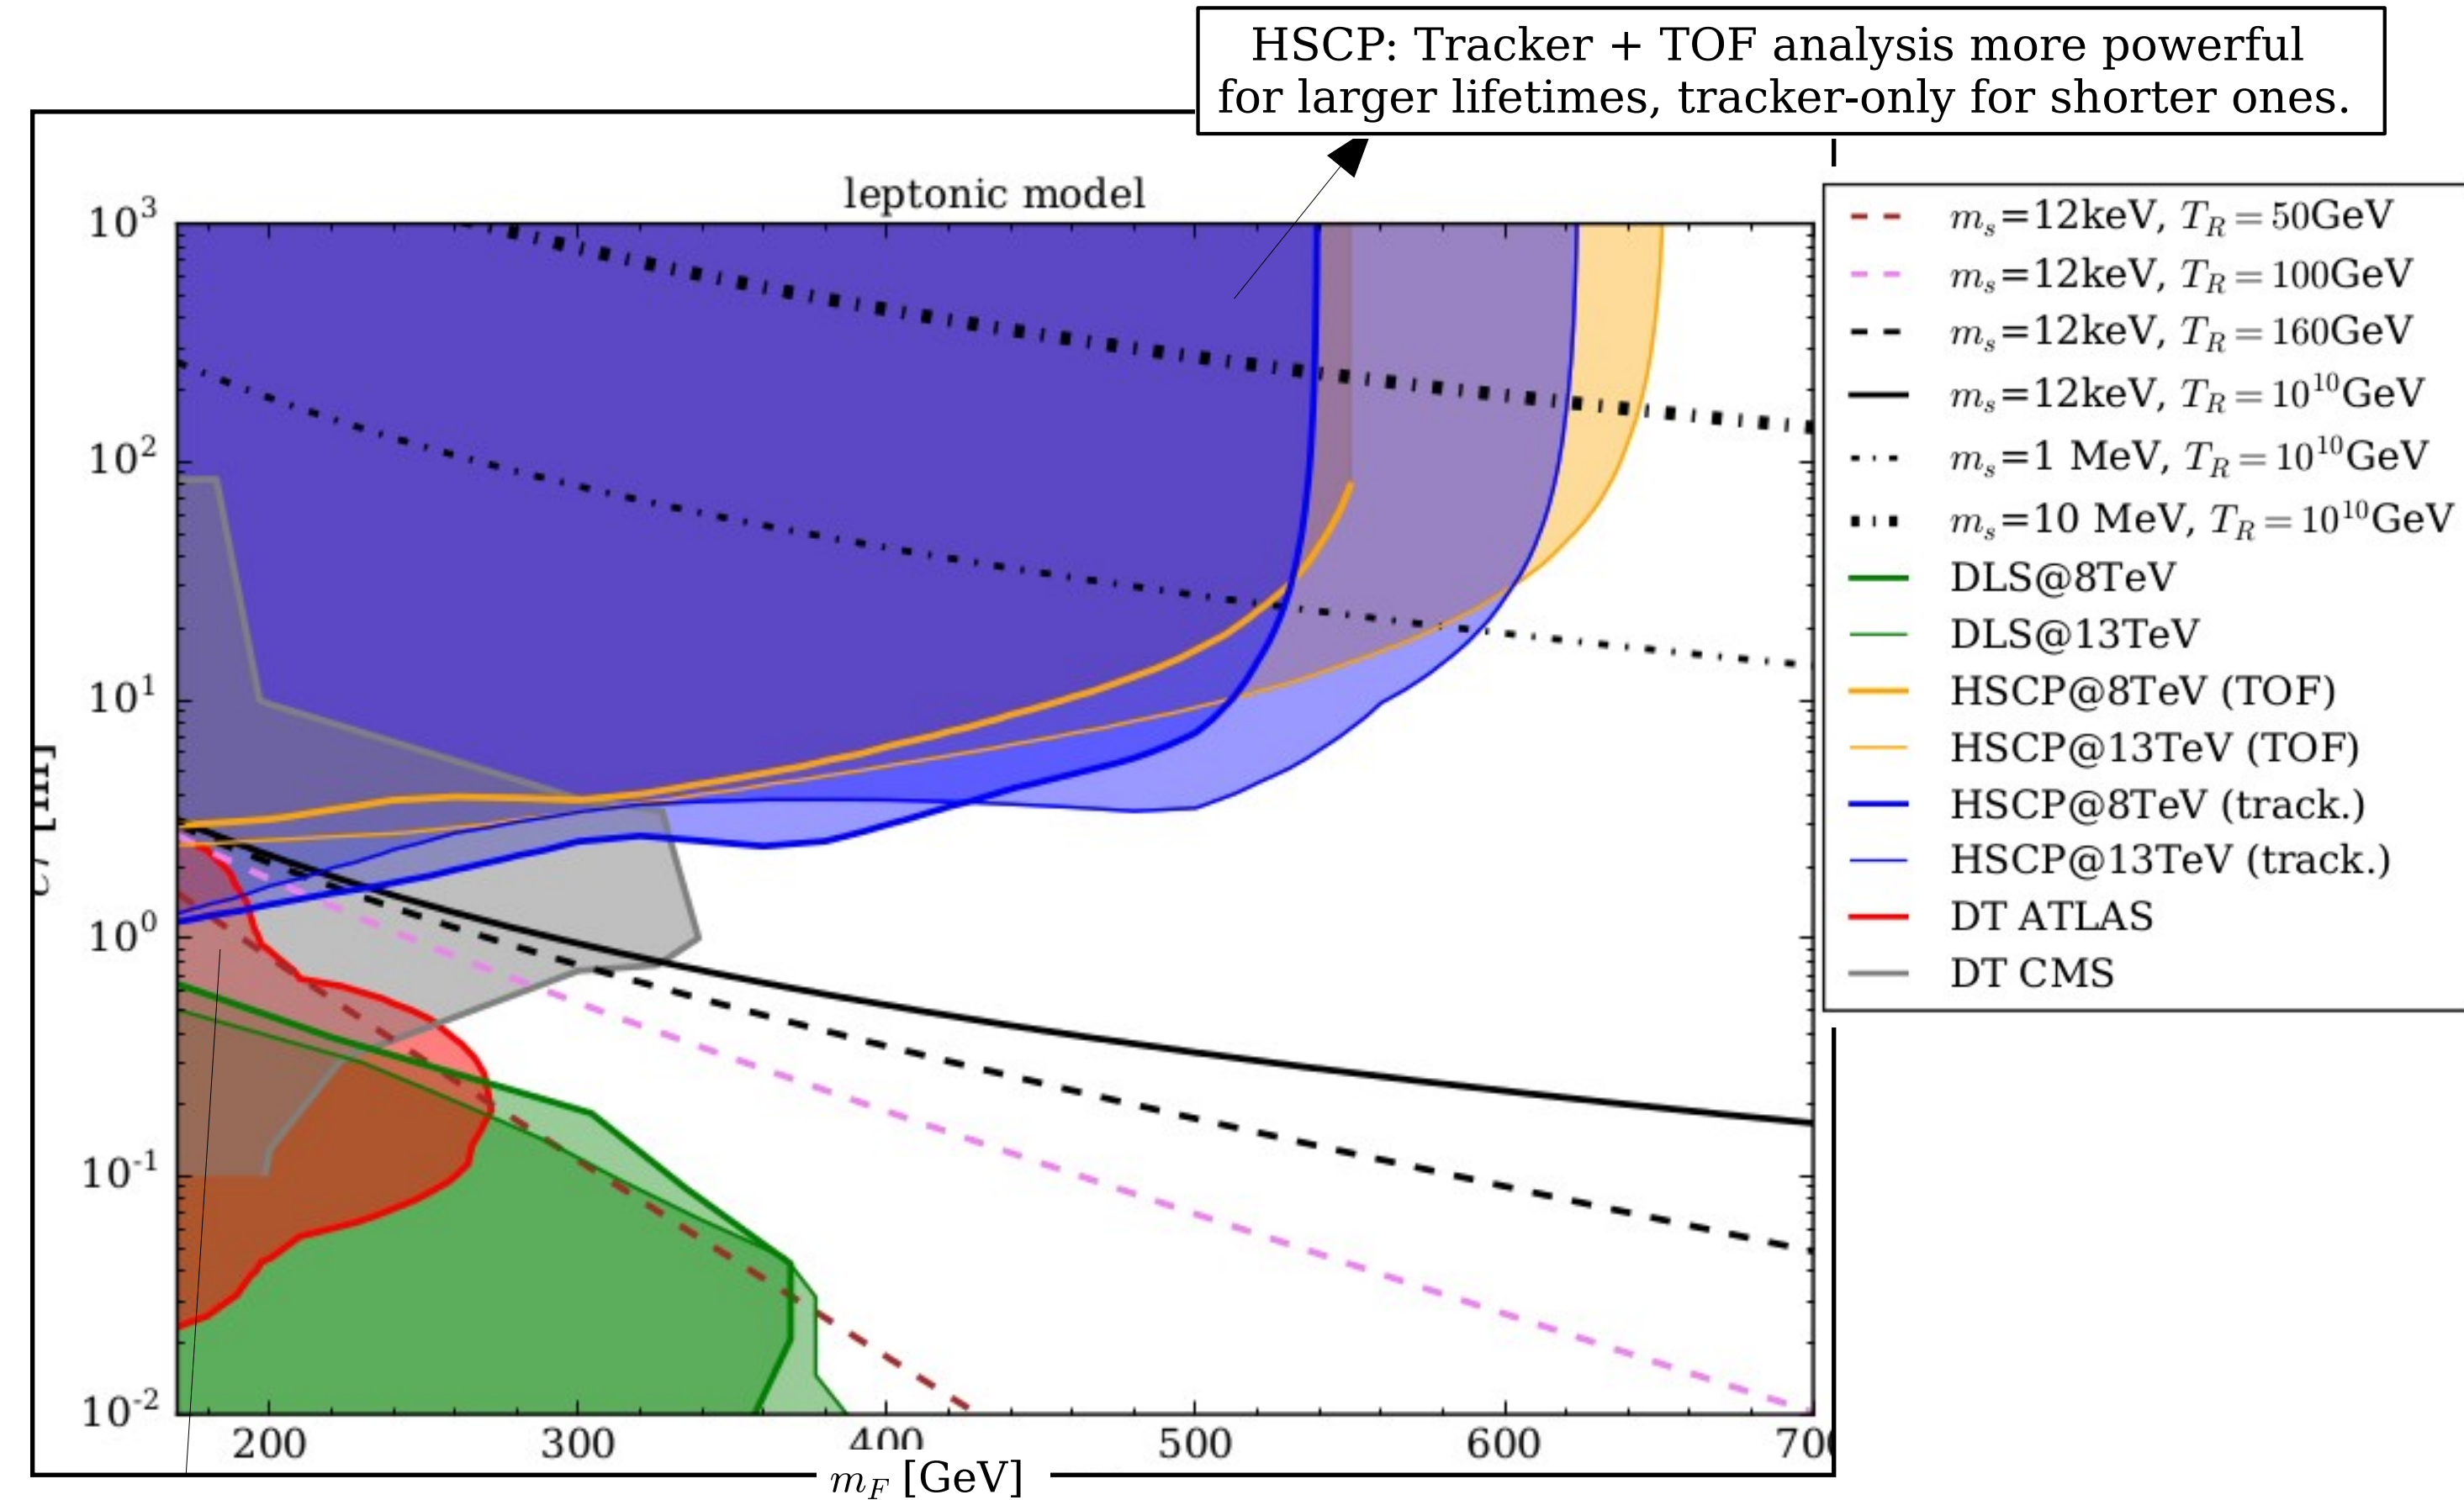 HSCP: Tracker + TOF analysis more powerful
for larger lifetimes, tracker-only for shorter ones.
leptonic model
10³
10²
10¹
10⁰
10⁻¹
10⁻²
200 300 400 500 600 700
m_F [GeV]
m_s=12keV, T_R=50GeV
m_s=12keV, T_R=100GeV
m_s=12keV, T_R=160GeV
m_s=12keV, T_R=10¹⁰GeV
m_s=1 MeV, T_R=10¹⁰GeV
m_s=10 MeV, T_R=10¹⁰GeV
DLS@8TeV
DLS@13TeV
HSCP@8TeV (TOF)
HSCP@13TeV (TOF)
HSCP@8TeV (track.)
HSCP@13TeV (track.)
DT ATLAS
DT CMS